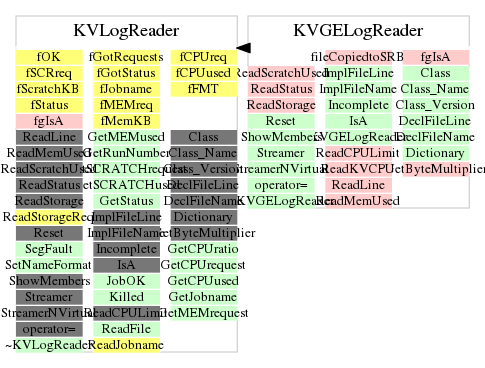 KVLogReader
fOK fGotRequests fCPUreq
fSCRreq fGotStatus fCPUused
fScratchKB fJobname fFMT
fStatus fMEMreq
fgIsA fMemKB
ReadLine GetMEMused Class
ReadMemUsed GetRunNumber Class_Name
ReadScratchUsed SCRATCHrequest Class_Version
ReadStatus etSCRATCHused DeclFileLine
ReadStorage GetStatus DeclFileName
ReadStorageReq ImplFileLine Dictionary
Reset ImplFileName GetByteMultiplier
SegFault Incomplete GetCPUratio
SetNameFormat IsA GetCPUrequest
ShowMembers JobOK GetCPUused
Streamer Killed GetJobname
StreamerNVirtual ReadCPULimit GetMEMrequest
operator= ReadFile
~KVLogReader ReadJobname
KVGELogReader
fileCopiedtoSRB fgIsA
ReadScratchUsed ImplFileLine Class
ReadStatus ImplFileName Class_Name
ReadStorage Incomplete Class_Version
Reset IsA DeclFileLine
ShowMembers KVGELogReader DeclFileName
Streamer ReadCPULimit Dictionary
StreamerNVirtual ReadKVCPU GetByteMultiplier
operator= ReadLine
KVGELogReader ReadMemUsed